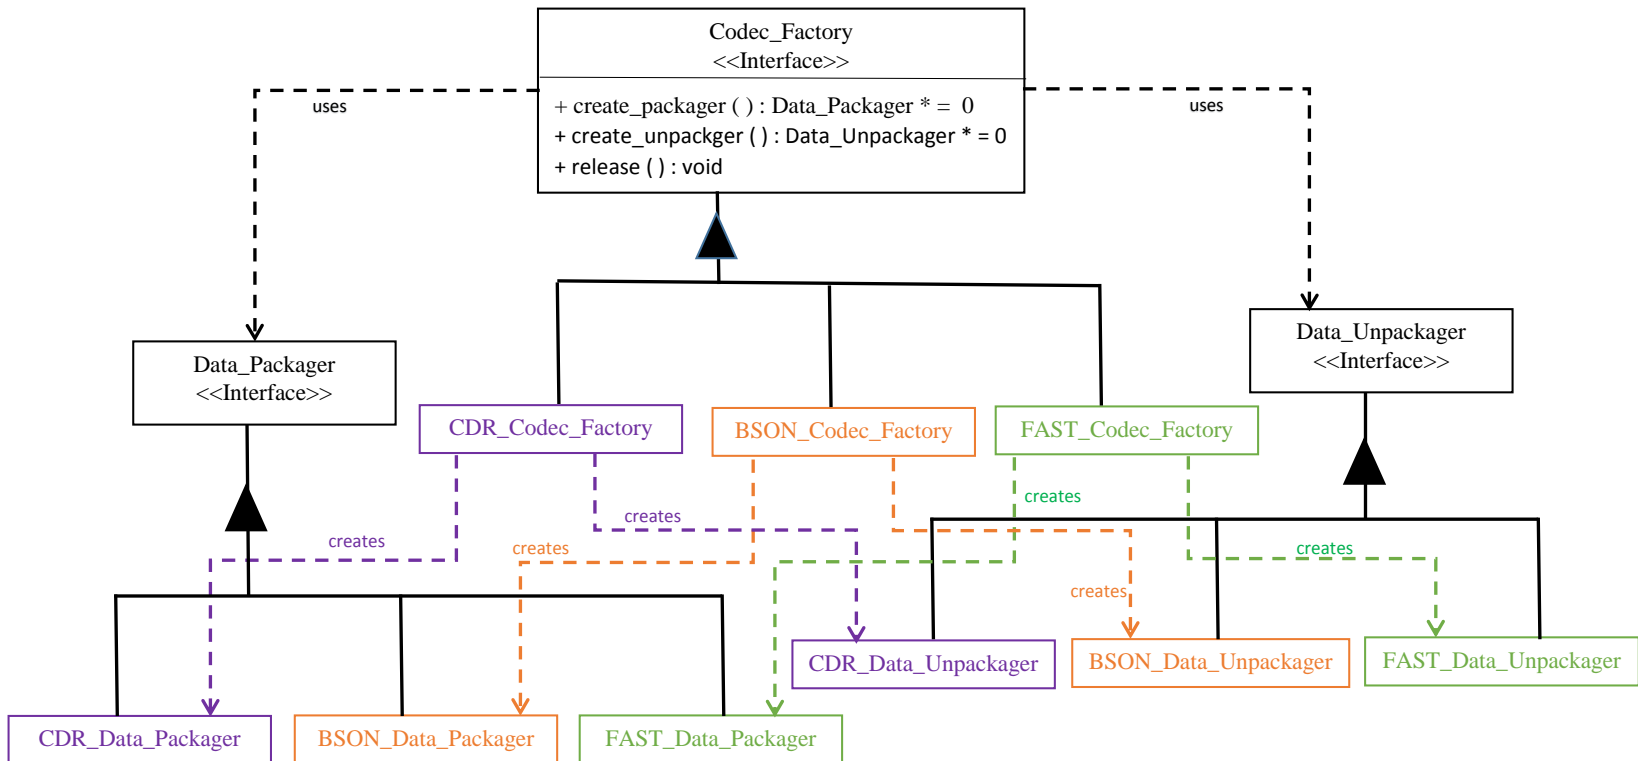 Codec_Factory
<<Interface>>
+ create_packager ( ) : Data_Packager * = 0
+ create_unpackger ( ) : Data_Unpackager * = 0
+ release ( ) : void
uses
uses
Data_Packager
<<Interface>>
Data_Unpackager
<<Interface>>
CDR_Codec_Factory
BSON_Codec_Factory
FAST_Codec_Factory
creates
creates
creates
creates
creates
creates
CDR_Data_Unpackager
BSON_Data_Unpackager
FAST_Data_Unpackager
CDR_Data_Packager
BSON_Data_Packager
FAST_Data_Packager